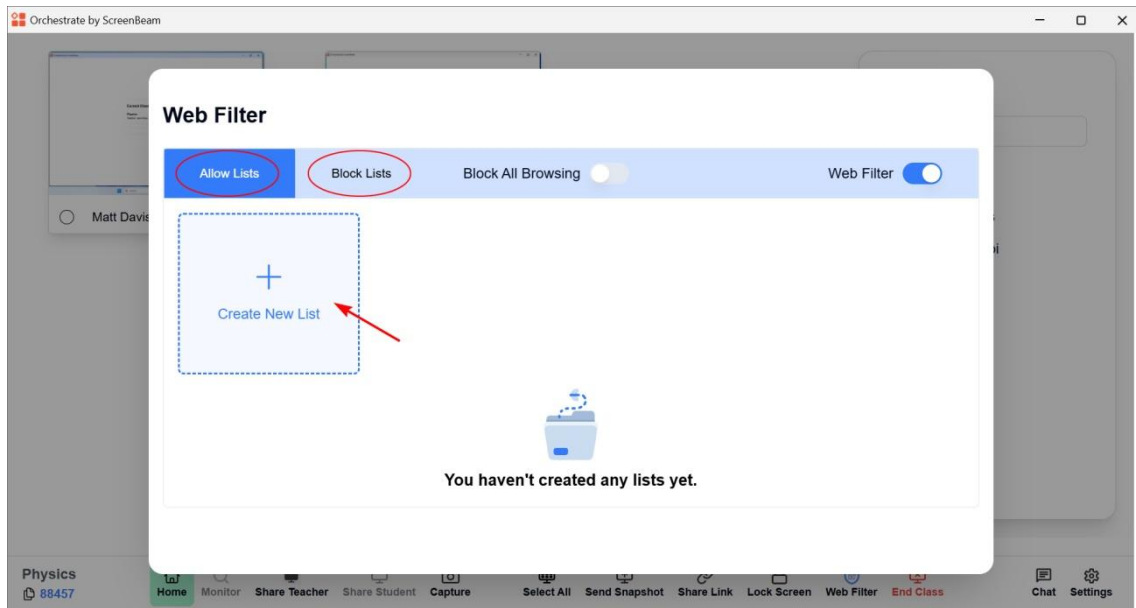 Orchestrate by ScreenBeam
Web Filter
Allow Lists
Block Lists
Block All Browsing
Web Filter
Matt Davis
Create New List
You haven't created any lists yet.
Physics
88457
Home
Monitor
Share Teacher
Share Student
Capture
Select All
Send Snapshot
Share Link
Lock Screen
Web Filter
End Class
Chat
Settings